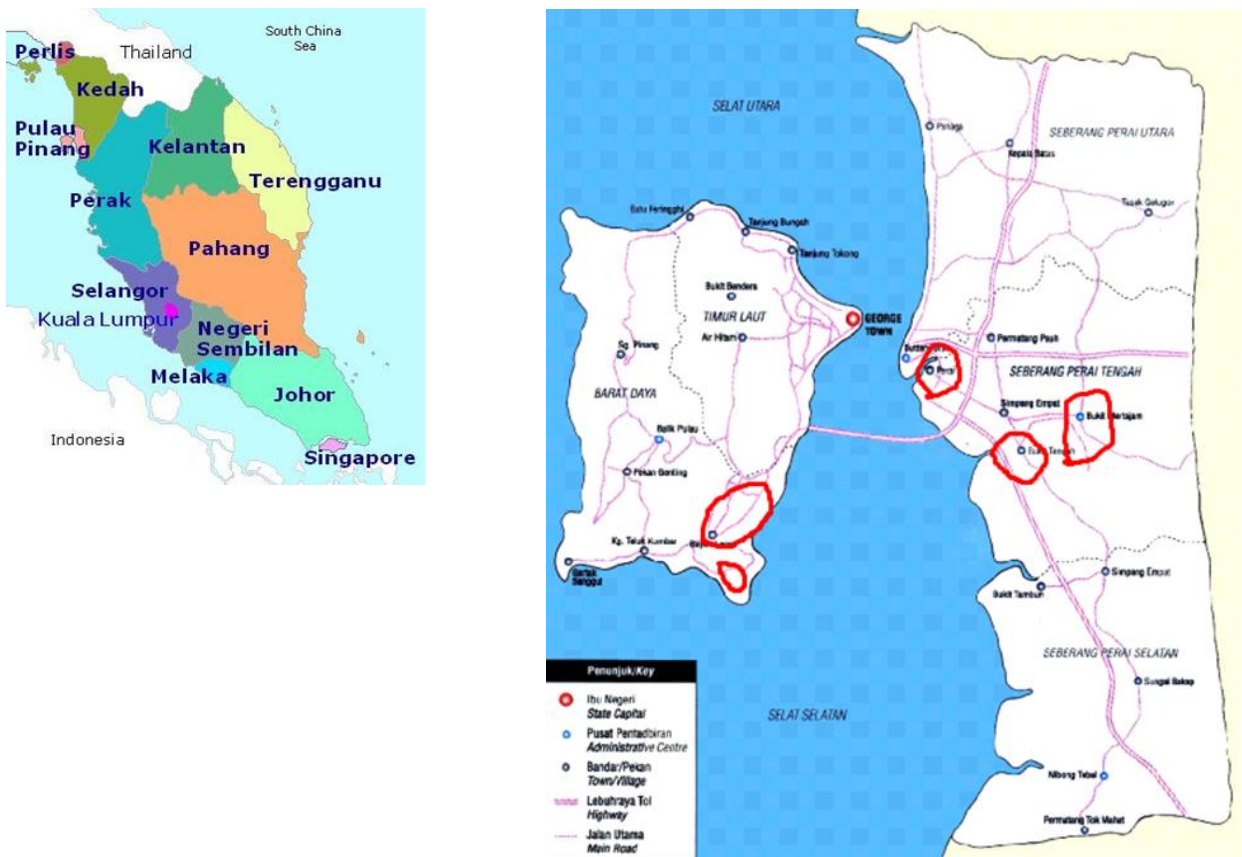 South China
Sea
Thailand
Perlis
Kedah
Pulau
Pinang
Kelantan
Terengganu
Perak
Pahang
Selangor
Kuala Lumpur
Negeri
Sembilan
Melaka
Johor
Indonesia
Singapore
SELAT UTARA
Penaga
SEBERANG PERAI UTARA
Kepala Batas
Tasek Gelugor
Batu Feringghi
Tanjung Bungah
Tanjung Tokong
Bukit Bendera
TIMUR LAUT
GEORGE
TOWN
Air Hitam
Sg. Pinang
Permatang Pauh
SEBERANG PERAI TENGAH
BARAT DAYA
Simpang Empat
Bukit Mertajam
Balik Pulau
Bukit Tengah
Pekan Genting
Kg. Teluk Kumbar
Gertak
Sanggul
Simpang Empat
Bukit Tambun
SEBERANG PERAI SELATAN
Sungai Bakap
SELAT SELATAN
Nibong Tebal
Permatang Tok Mahat
Penunjuk/Key
Ibu Negeri
State Capital
Pusat Pentadbiran
Administrative Centre
Bandar/Pekan
Town/Village
Lebuhraya Tol
Highway
Jalan Utama
Main Road